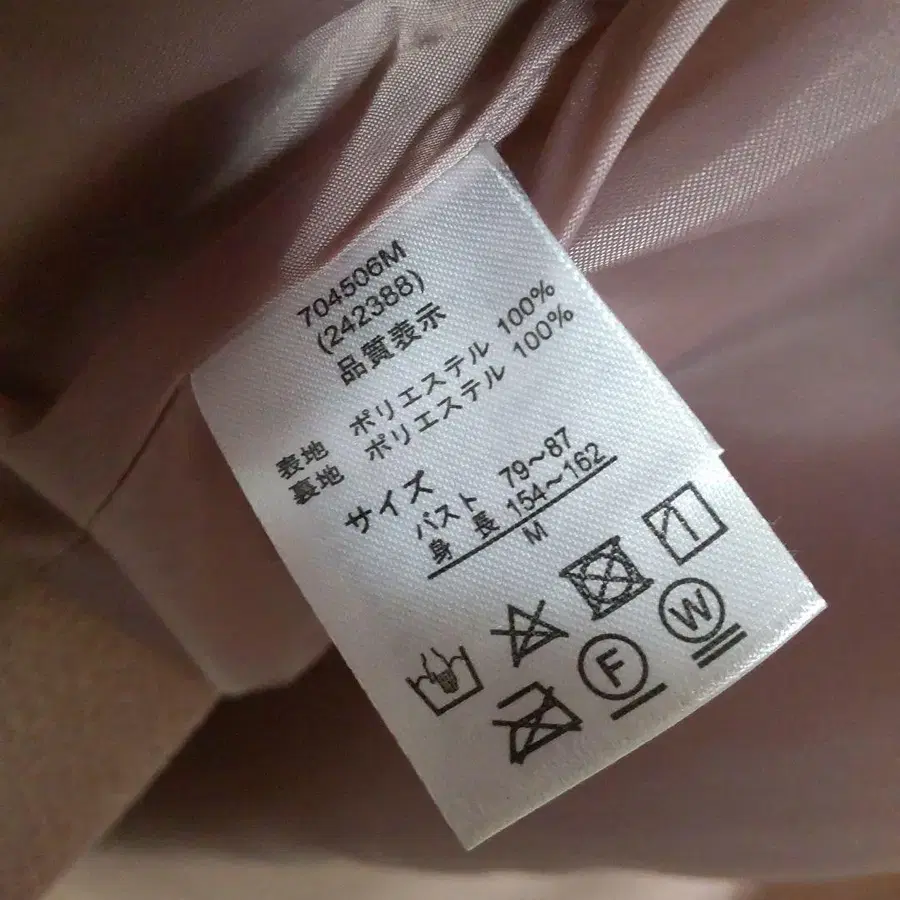 704506M
(242388)
品質表示
表地 ポリエステル 100%
裏地 ポリエステル 100%
サイズ
バスト 79～87
身長 154～162
M
F
W